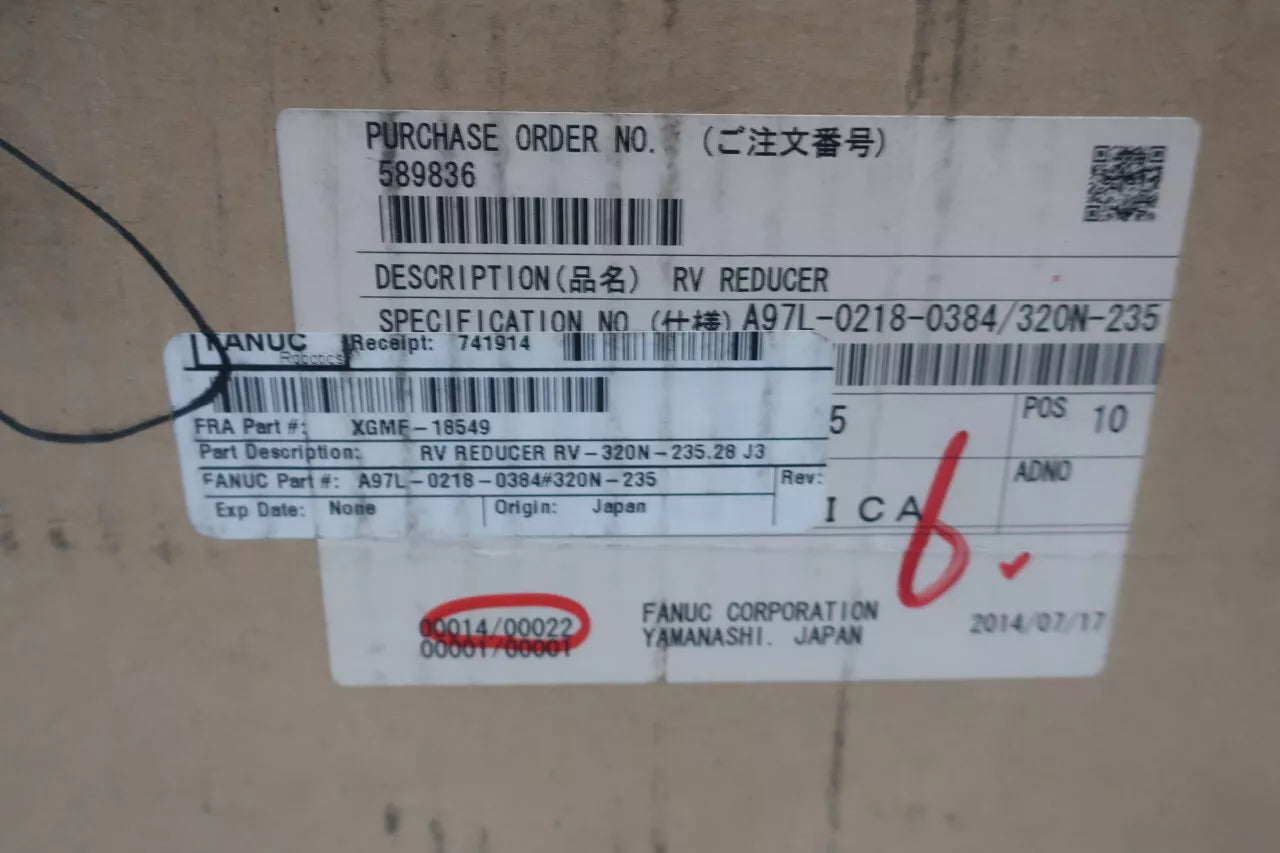 PURCHASE ORDER NO. (ご注文番号)
589836
DESCRIPTION(品名) RV REDUCER
SPECIFICATION NO. (仕様) A97L-0218-0384/320N-235
FANUC
Robotics
Receipt: 741914
FRA Part #: XGMF-18549
Part Description: RV REDUCER RV-320N-235.28 J3
FANUC Part #: A97L-0218-0384#320N-235
Rev:
Exp Date: None
Origin: Japan
5
POS 10
ADNO
ICA
6
00014/00022
00001/00001
FANUC CORPORATION
YAMANASHI. JAPAN
2014/07/17